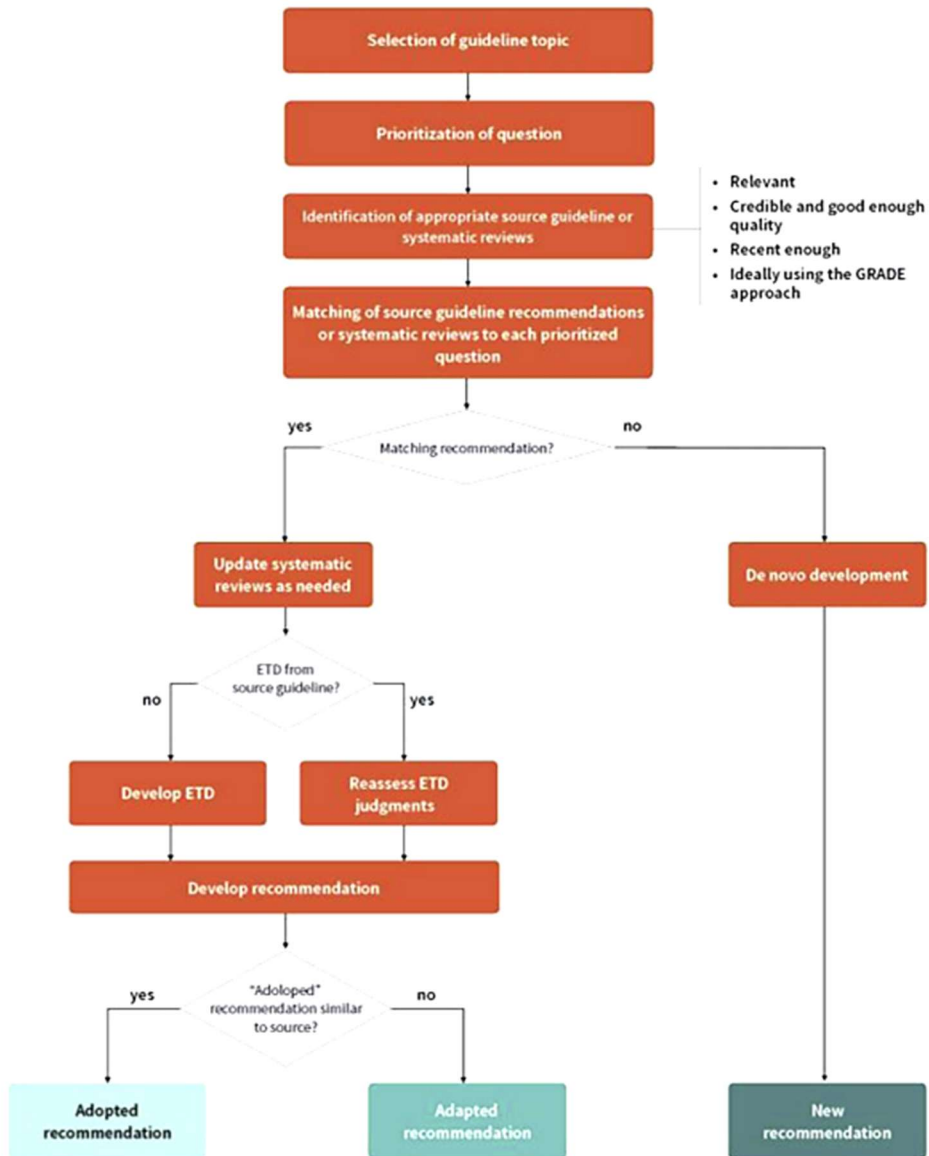 Selection of guideline topic
Prioritization of question
Identification of appropriate source guideline or
systematic reviews
• Relevant
• Credible and good enough
quality
• Recent enough
• Ideally using the GRADE
approach
Matching of source guideline recommendations
or systematic reviews to each prioritized
question
yes
no
Matching recommendation?
Update systematic
reviews as needed
De novo development
ETD from
source guideline?
no
yes
Develop ETD
Reassess ETD
judgments
Develop recommendation
"Adoloped"
recommendation similar
to source?
yes
no
Adopted
recommendation
Adapted
recommendation
New
recommendation